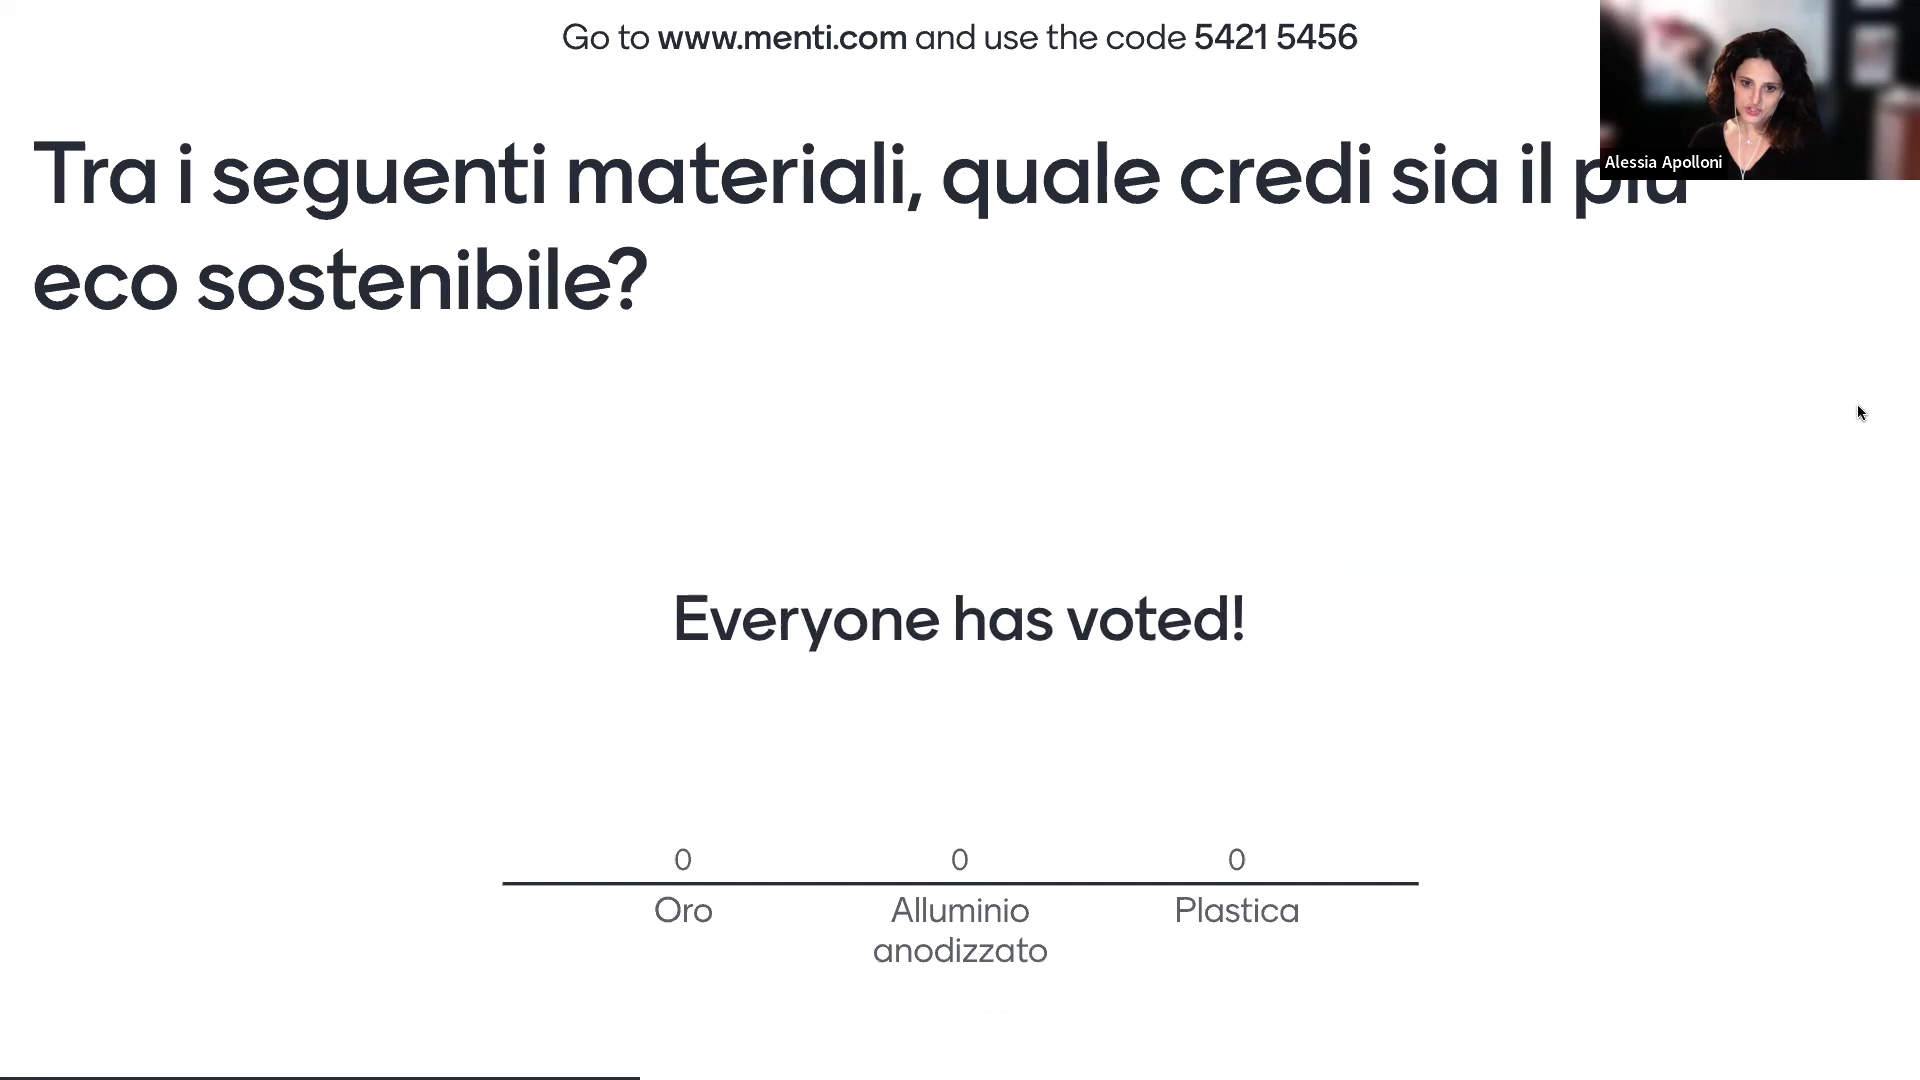 Go to www.menti.com and use the code 5421 5456
Alessia Apolloni
Tra i seguenti materiali, quale credi sia il più
eco sostenibile?
Everyone has voted!
0 0 0
Oro Alluminio Plastica
anodizzato